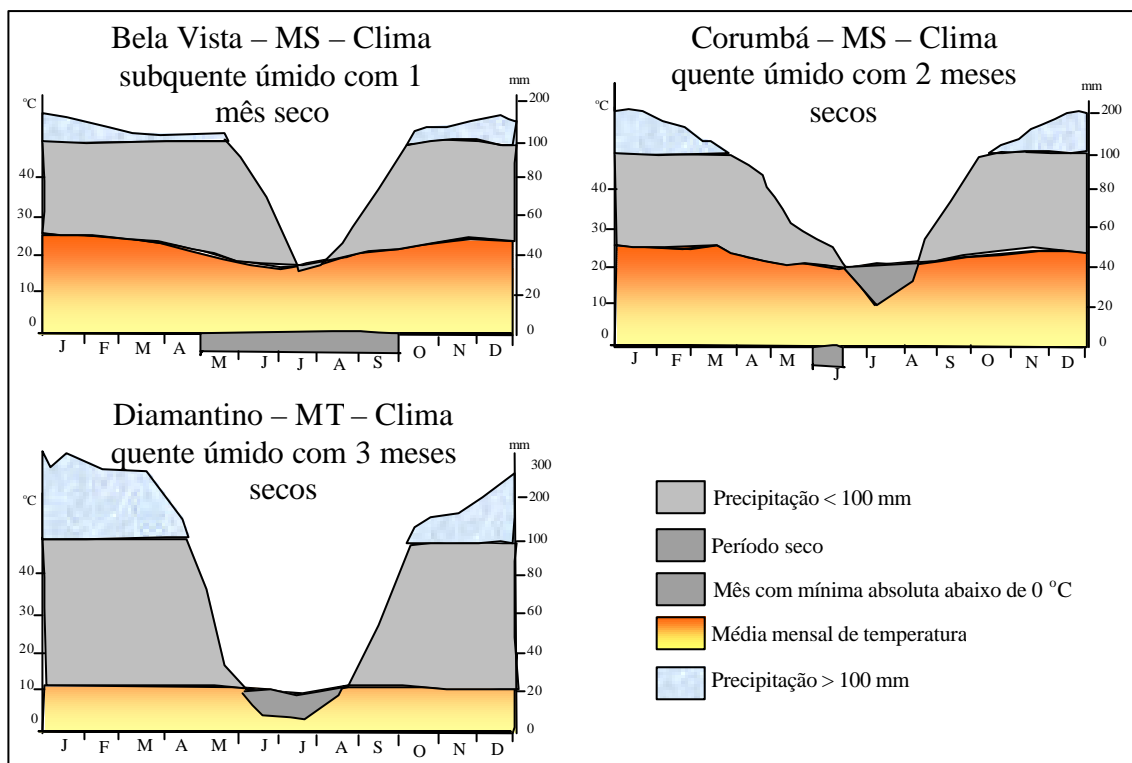 Bela Vista – MS – Clima
subquente úmido com 1
mês seco
°C
mm
200
100
80
60
40
20
0
40
30
20
10
0
J F M A M J J A S O N D
Corumbá – MS – Clima
quente úmido com 2 meses
secos
°C
mm
200
100
80
60
40
20
0
40
30
20
10
0
J F M A M J J A S O N D
Diamantino – MT – Clima
quente úmido com 3 meses
secos
°C
mm
300
200
100
80
60
40
20
0
40
30
20
10
0
J F M A M J J A S O N D
Precipitação < 100 mm
Período seco
Mês com mínima absoluta abaixo de 0 °C
Média mensal de temperatura
Precipitação > 100 mm